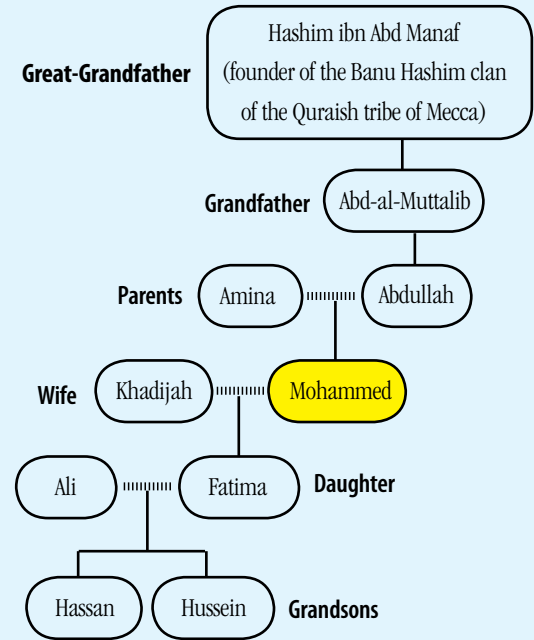 Hashim ibn Abd Manaf
Great-Grandfather
(founder of the Banu Hashim clan
of the Quraish tribe of Mecca)
Grandfather
Abd-al-Muttalib
Parents
Amina
Abdullah
Wife
Khadijah
Mohammed
Ali
Fatima
Daughter
Hassan
Hussein
Grandsons